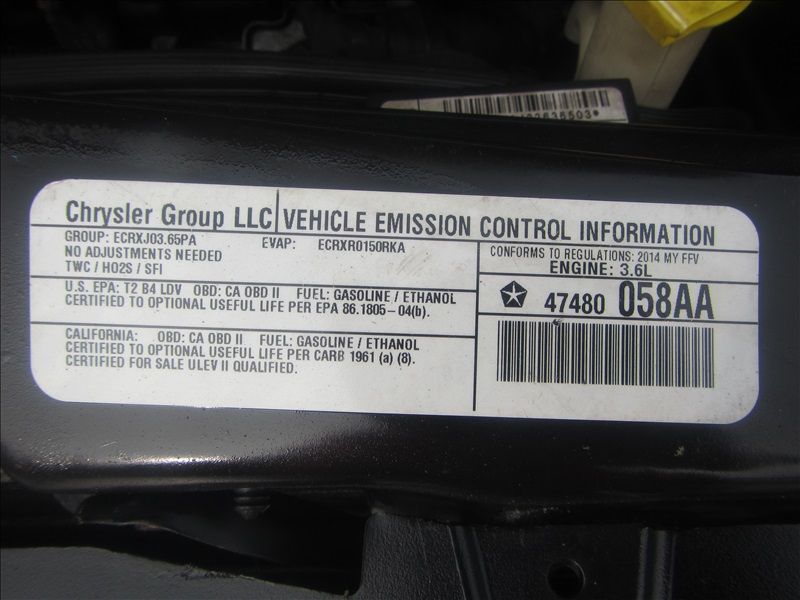 Chrysler Group LLC VEHICLE EMISSION CONTROL INFORMATION
GROUP: ECRXJ03.65PA EVAP: ECRXR0150RKA
NO ADJUSTMENTS NEEDED
TWC / HO2S / SFI
CONFORMS TO REGULATIONS: 2014 MY FFV
ENGINE: 3.6L
U.S. EPA: T2 B4 LDV OBD: CA OBD II FUEL: GASOLINE / ETHANOL
CERTIFIED TO OPTIONAL USEFUL LIFE PER EPA 86.1805-04(b).
47480 058AA
CALIFORNIA: OBD: CA OBD II FUEL: GASOLINE / ETHANOL
CERTIFIED TO OPTIONAL USEFUL LIFE PER CARB 1961 (a) (8).
CERTIFIED FOR SALE ULEV II QUALIFIED.